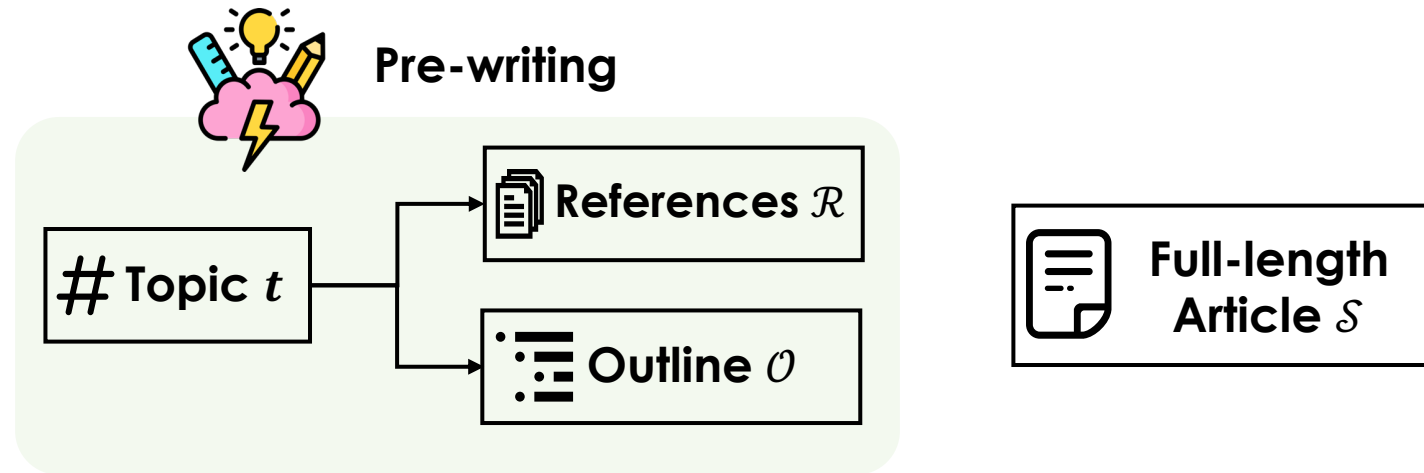 Pre-writing
References ℛ
# Topic t
Full-length
Article 𝒮
Outline 𝒪